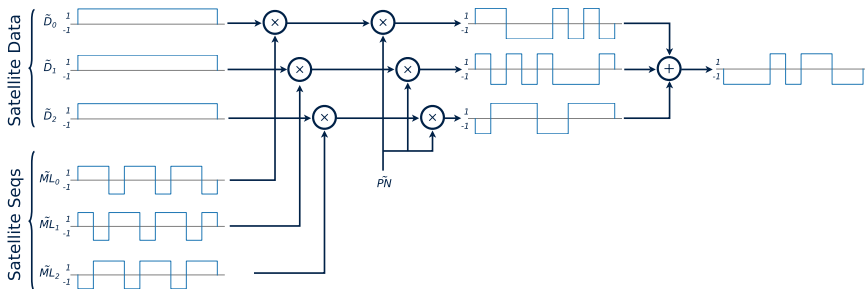 Satellite Data
D̃₀ 1 -1
D̃₁ 1 -1
D̃₂ 1 -1
Satellite Seqs
M̃L₀ 1 -1
M̃L₁ 1 -1
M̃L₂ 1 -1
× ×
× ×
× ×
P̃N
1 -1
1 -1
1 -1
+
1 -1